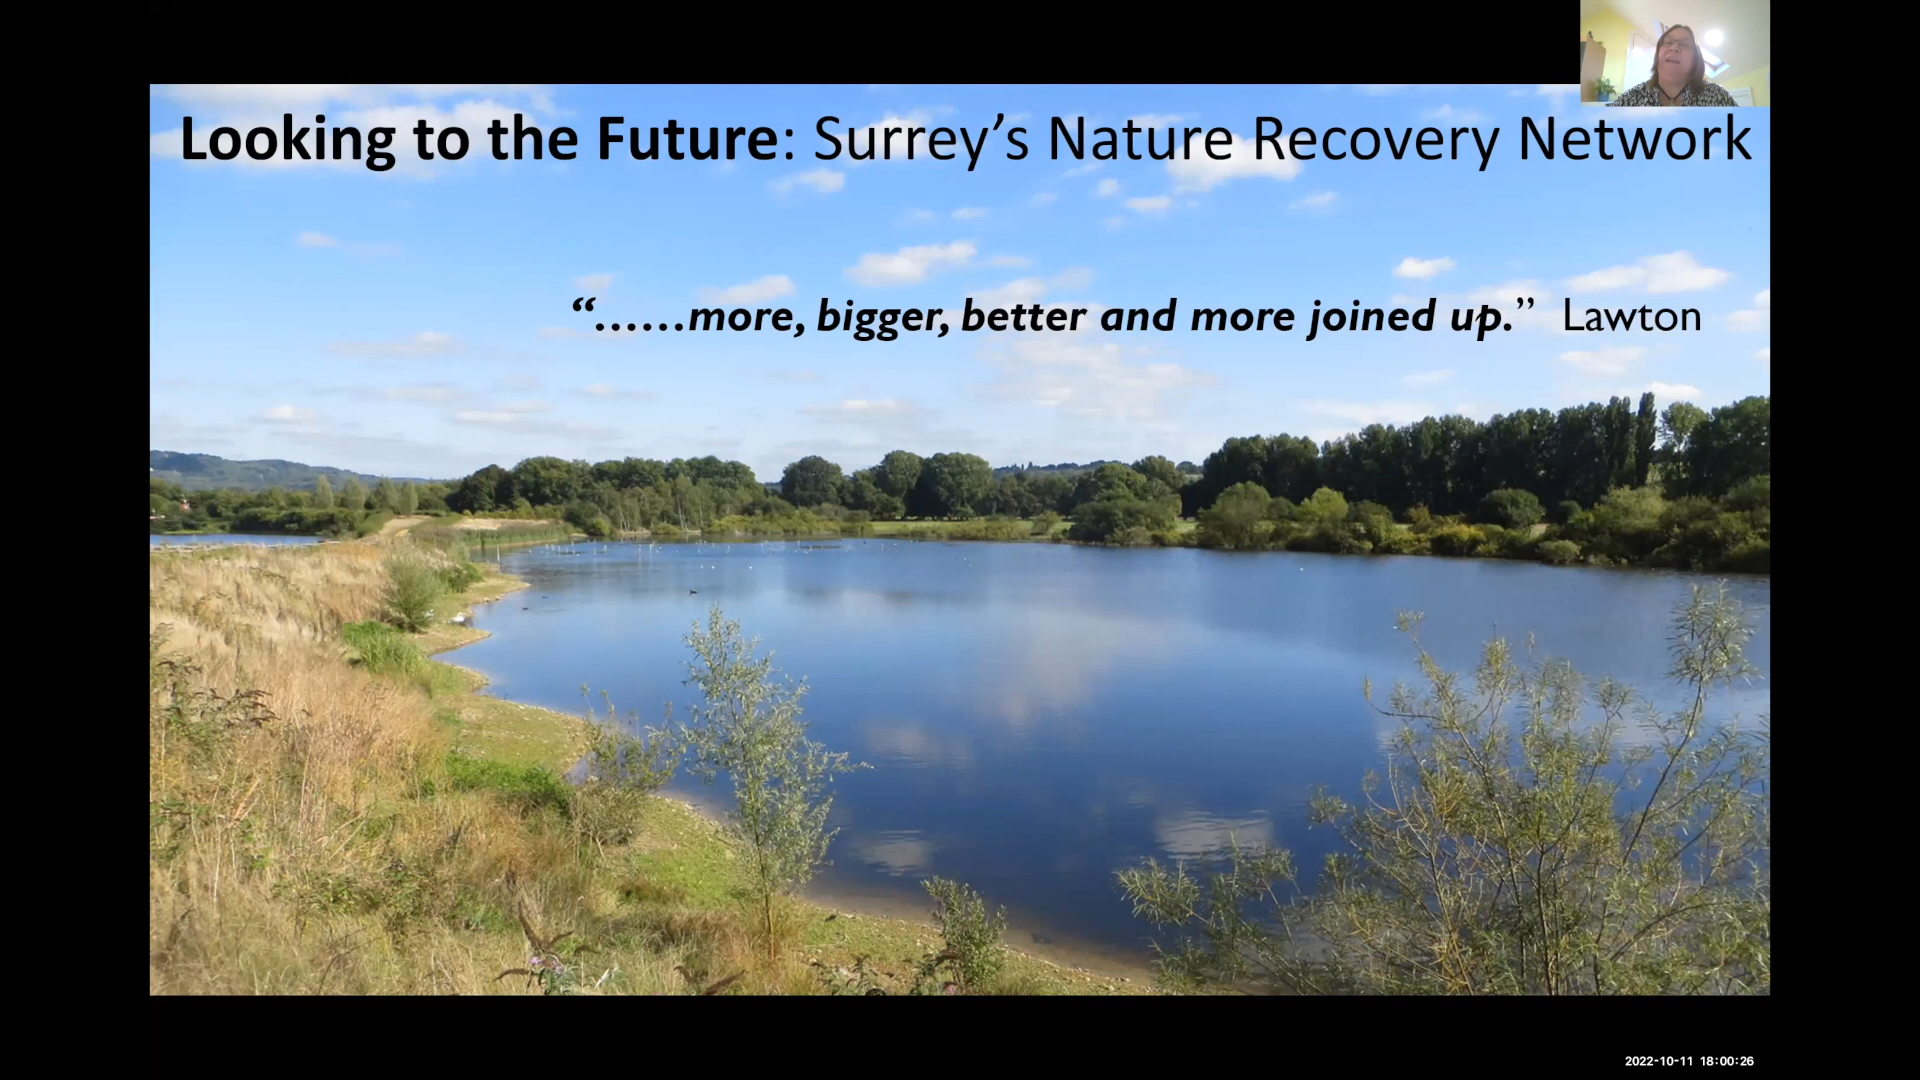 Looking to the Future: Surrey’s Nature Recovery Network
“......more, bigger, better and more joined up.” Lawton
2022-10-11 18:00:26